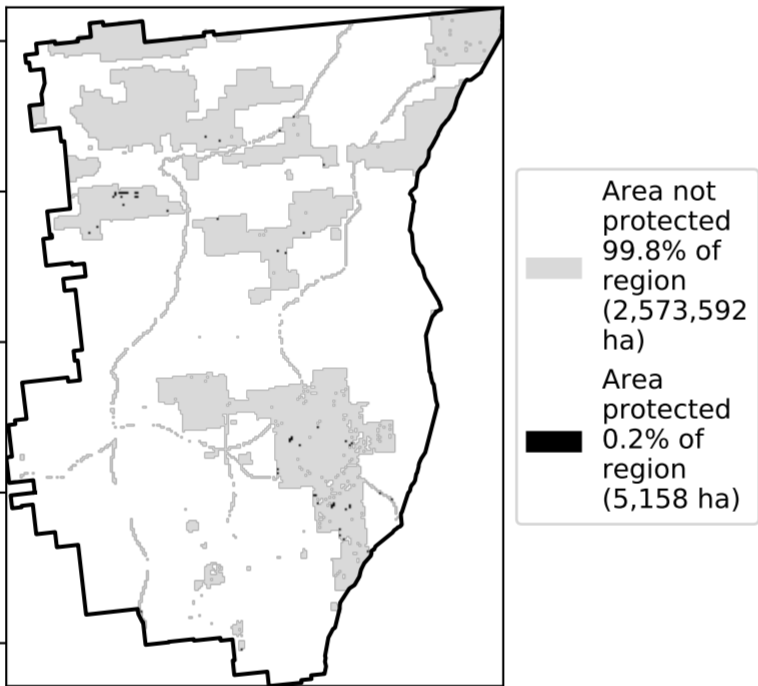 Area not
protected
99.8% of
region
(2,573,592
ha)
Area
protected
0.2% of
region
(5,158 ha)